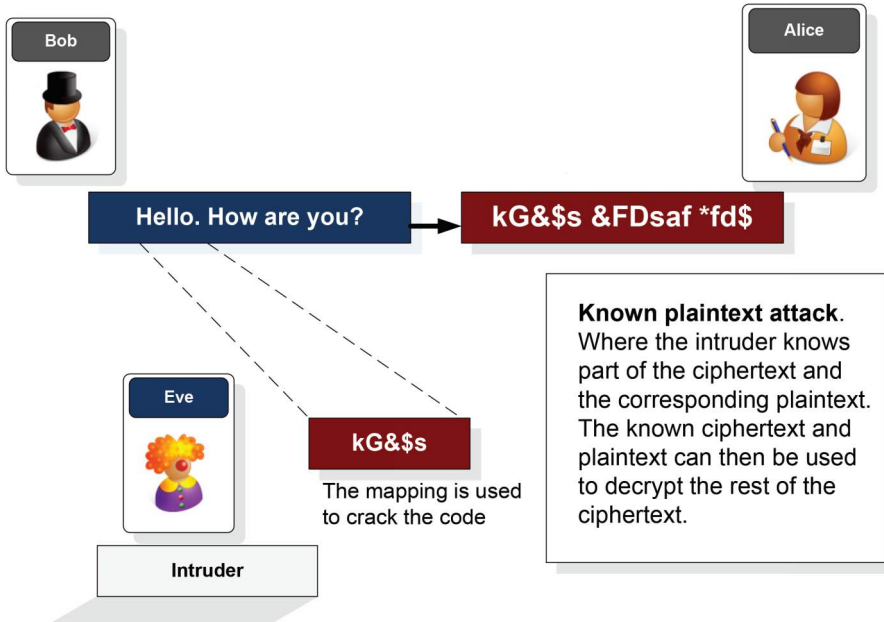 Bob
Alice
Hello. How are you?
kG&$s &FDsaf *fd$
Known plaintext attack.
Where the intruder knows
part of the ciphertext and
the corresponding plaintext.
The known ciphertext and
plaintext can then be used
to decrypt the rest of the
ciphertext.
Eve
kG&$s
The mapping is used
to crack the code
Intruder